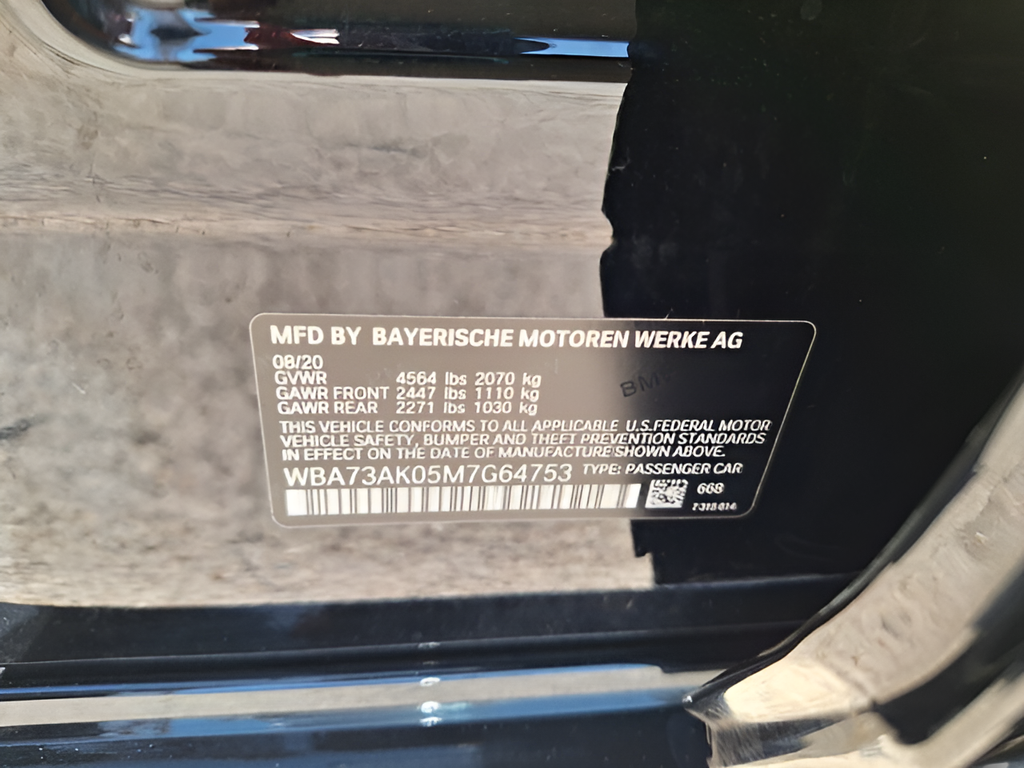 MFD BY BAYERISCHE MOTOREN WERKE AG
08/20
GVWR 4564 lbs 2070 kg
GAWR FRONT 2447 lbs 1110 kg
GAWR REAR 2271 lbs 1030 kg
THIS VEHICLE CONFORMS TO ALL APPLICABLE U.S.FEDERAL MOTOR
VEHICLE SAFETY, BUMPER AND THEFT PREVENTION STANDARDS
IN EFFECT ON THE DATE OF MANUFACTURE SHOWN ABOVE.
WBA73AK05M7G64753 TYPE: PASSENGER CAR
668